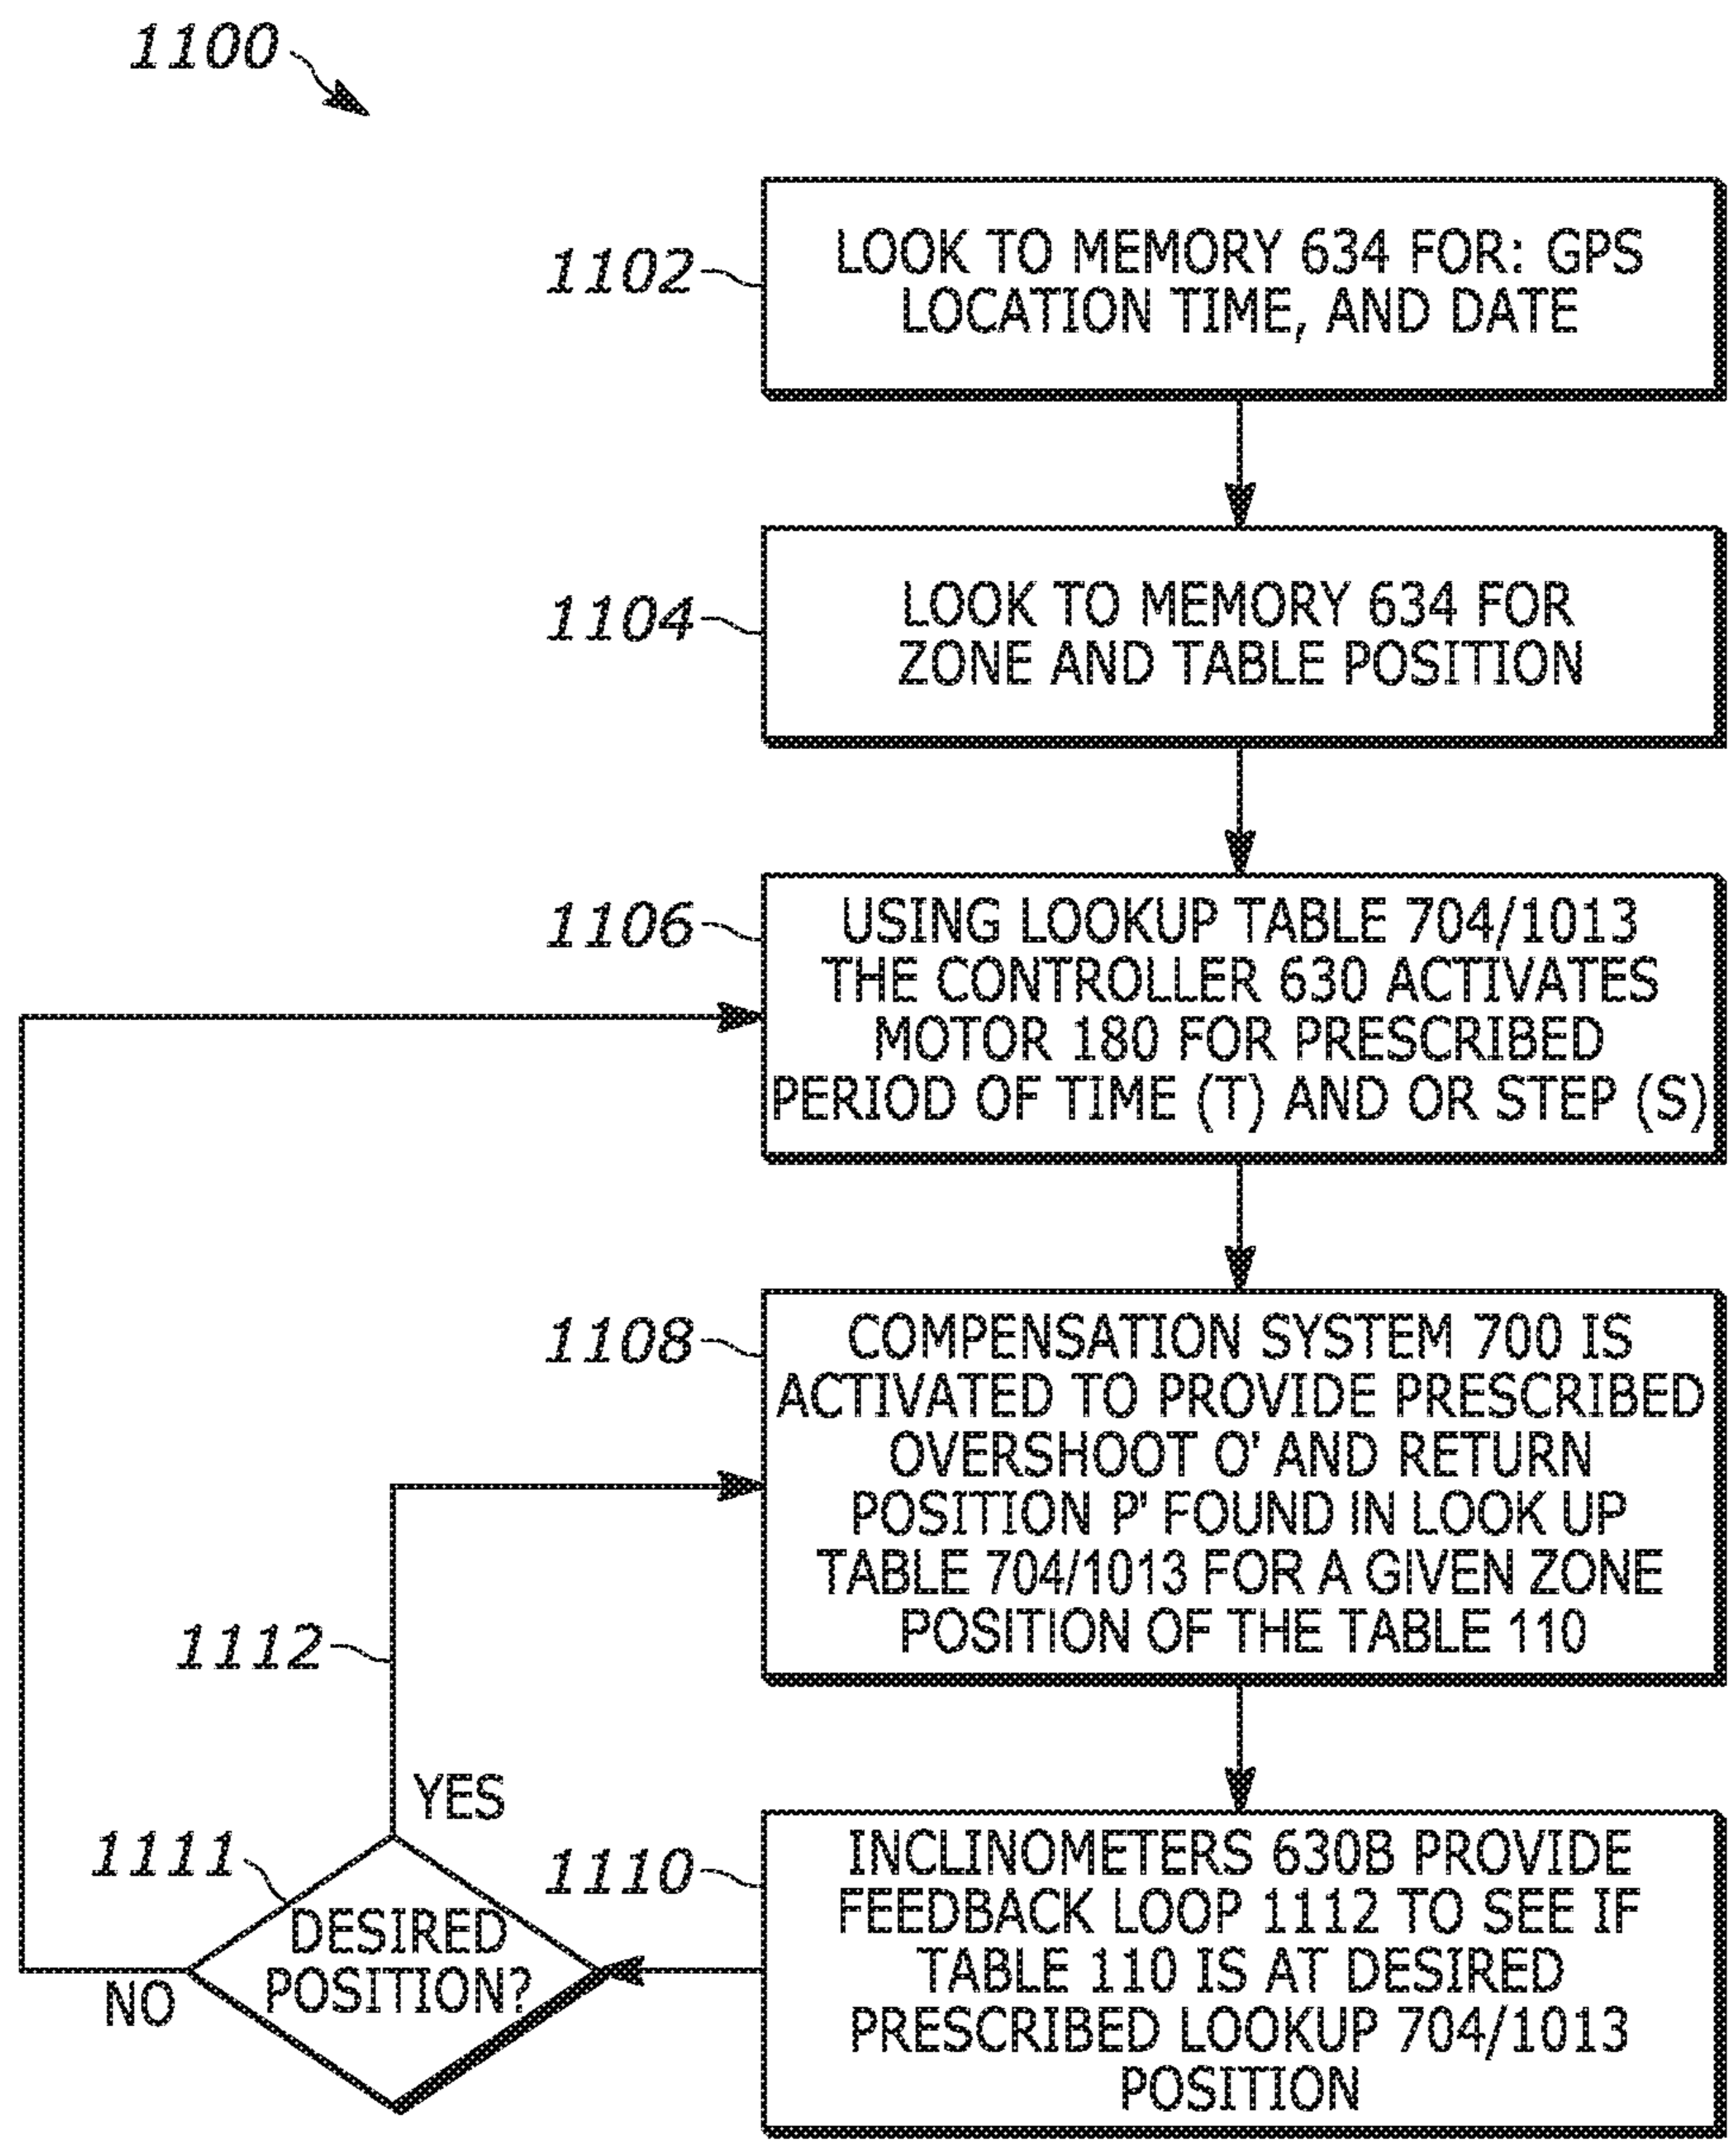 1100
1102
LOOK TO MEMORY 634 FOR: GPS
LOCATION TIME, AND DATE
1104
LOOK TO MEMORY 634 FOR
ZONE AND TABLE POSITION
1106
USING LOOKUP TABLE 704/1013
THE CONTROLLER 630 ACTIVATES
MOTOR 180 FOR PRESCRIBED
PERIOD OF TIME (T) AND OR STEP (S)
1108
COMPENSATION SYSTEM 700 IS
ACTIVATED TO PROVIDE PRESCRIBED
OVERSHOOT O' AND RETURN
POSITION P' FOUND IN LOOK UP
TABLE 704/1013 FOR A GIVEN ZONE
POSITION OF THE TABLE 110
1112
YES
1111
DESIRED
POSITION?
NO
1110
INCLINOMETERS 630B PROVIDE
FEEDBACK LOOP 1112 TO SEE IF
TABLE 110 IS AT DESIRED
PRESCRIBED LOOKUP 704/1013
POSITION